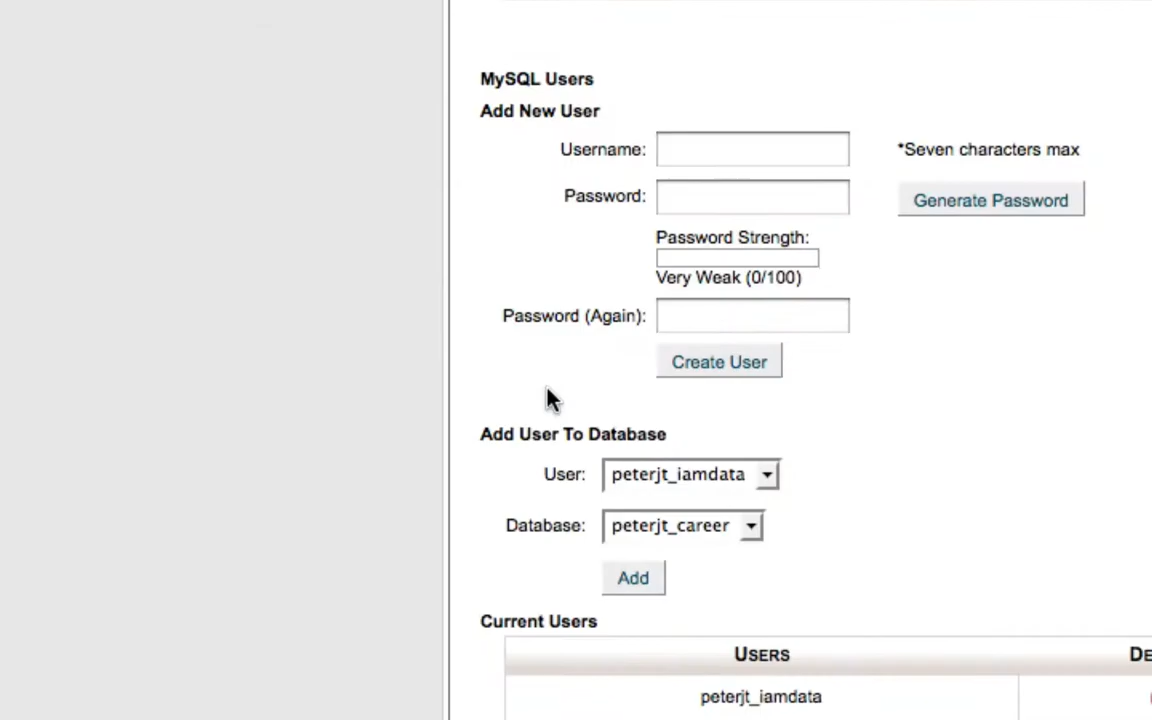 MySQL Users
Add New User
Username: *Seven characters max
Password: Generate Password
Password Strength:
Very Weak (0/100)
Password (Again):
Create User
Add User To Database
User: peterjt_iamdata
Database: peterjt_career
Add
Current Users
USERS
peterjt_iamdata